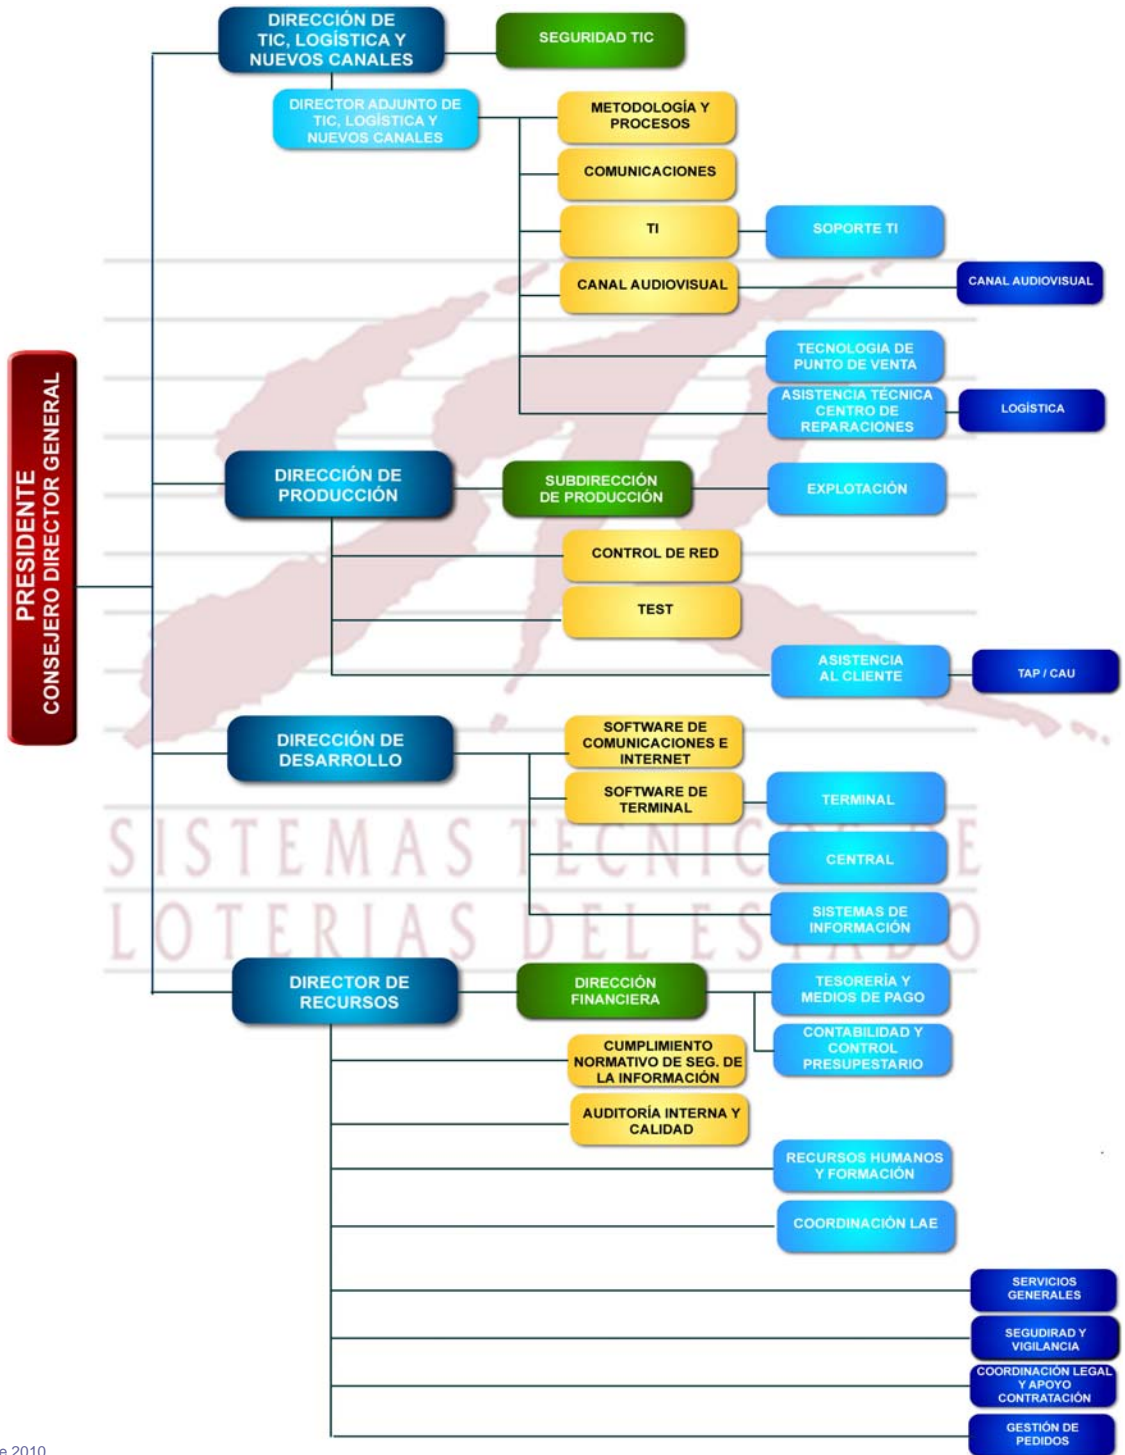 DIRECCIÓN DE
TIC, LOGÍSTICA Y
NUEVOS CANALES
SEGURIDAD TIC
DIRECTOR ADJUNTO DE
TIC, LOGÍSTICA Y
NUEVOS CANALES
METODOLOGÍA Y
PROCESOS
COMUNICACIONES
TI
SOPORTE TI
CANAL AUDIOVISUAL
CANAL AUDIOVISUAL
TECNOLOGIA DE
PUNTO DE VENTA
ASISTENCIA TÉCNICA
CENTRO DE
REPARACIONES
LOGÍSTICA
PRESIDENTE
CONSEJERO DIRECTOR GENERAL
DIRECCIÓN DE
PRODUCCIÓN
SUBDIRECCIÓN
DE PRODUCCIÓN
EXPLOTACIÓN
CONTROL DE RED
TEST
ASISTENCIA
AL CLIENTE
TAP / CAU
DIRECCIÓN DE
DESARROLLO
SOFTWARE DE
COMUNICACIONES E
INTERNET
SOFTWARE DE
TERMINAL
TERMINAL
CENTRAL
SISTEMAS DE
INFORMACIÓN
SISTEMAS TECNICOS DE
LOTERIAS DEL ESTADO
DIRECTOR DE
RECURSOS
DIRECCIÓN
FINANCIERA
TESORERÍA Y
MEDIOS DE PAGO
CONTABILIDAD Y
CONTROL
PRESUPESTARIO
CUMPLIMIENTO
NORMATIVO DE SEG. DE
LA INFORMACIÓN
AUDITORÍA INTERNA Y
CALIDAD
RECURSOS HUMANOS
Y FORMACIÓN
COORDINACIÓN LAE
SERVICIOS
GENERALES
SEGUDIRAD Y
VIGILANCIA
COORDINACIÓN LEGAL
Y APOYO
CONTRATACIÓN
GESTIÓN DE
PEDIDOS
e 2010